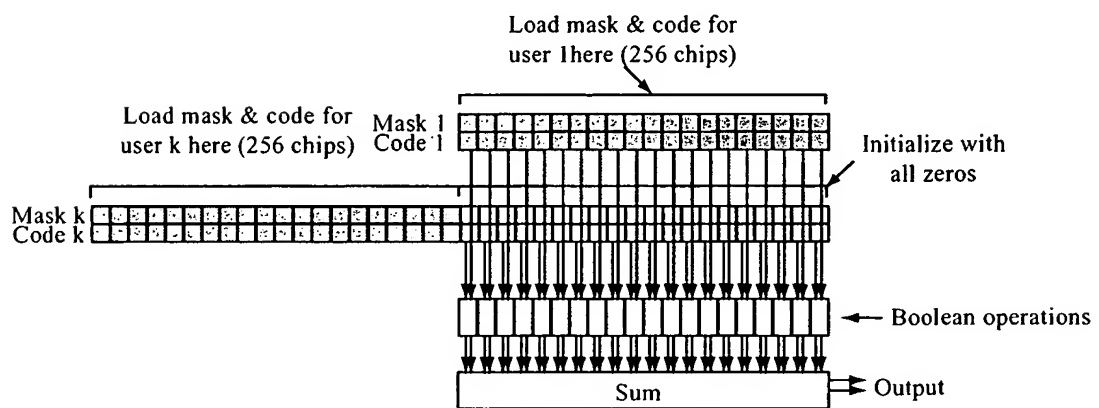 Load mask & code for
user 1here (256 chips)
Load mask & code for
user k here (256 chips)
Mask 1
Code 1
Initialize with
all zeros
Mask k
Code k
Boolean operations
Sum
Output